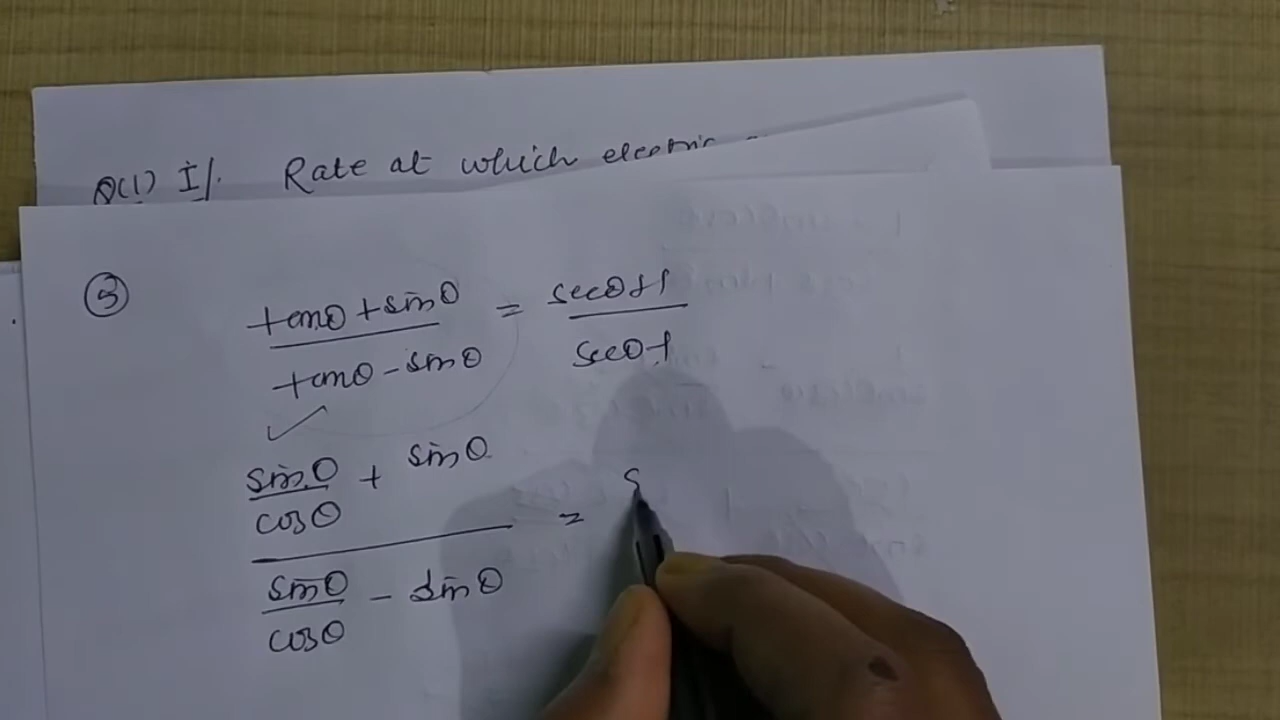 Q(1) I/. Rate at which electric
3
tanθ + sinθ = secθ+1
tanθ - sinθ secθ-1
sinθ + sinθ
cosθ
= s
sinθ - sinθ
cosθ